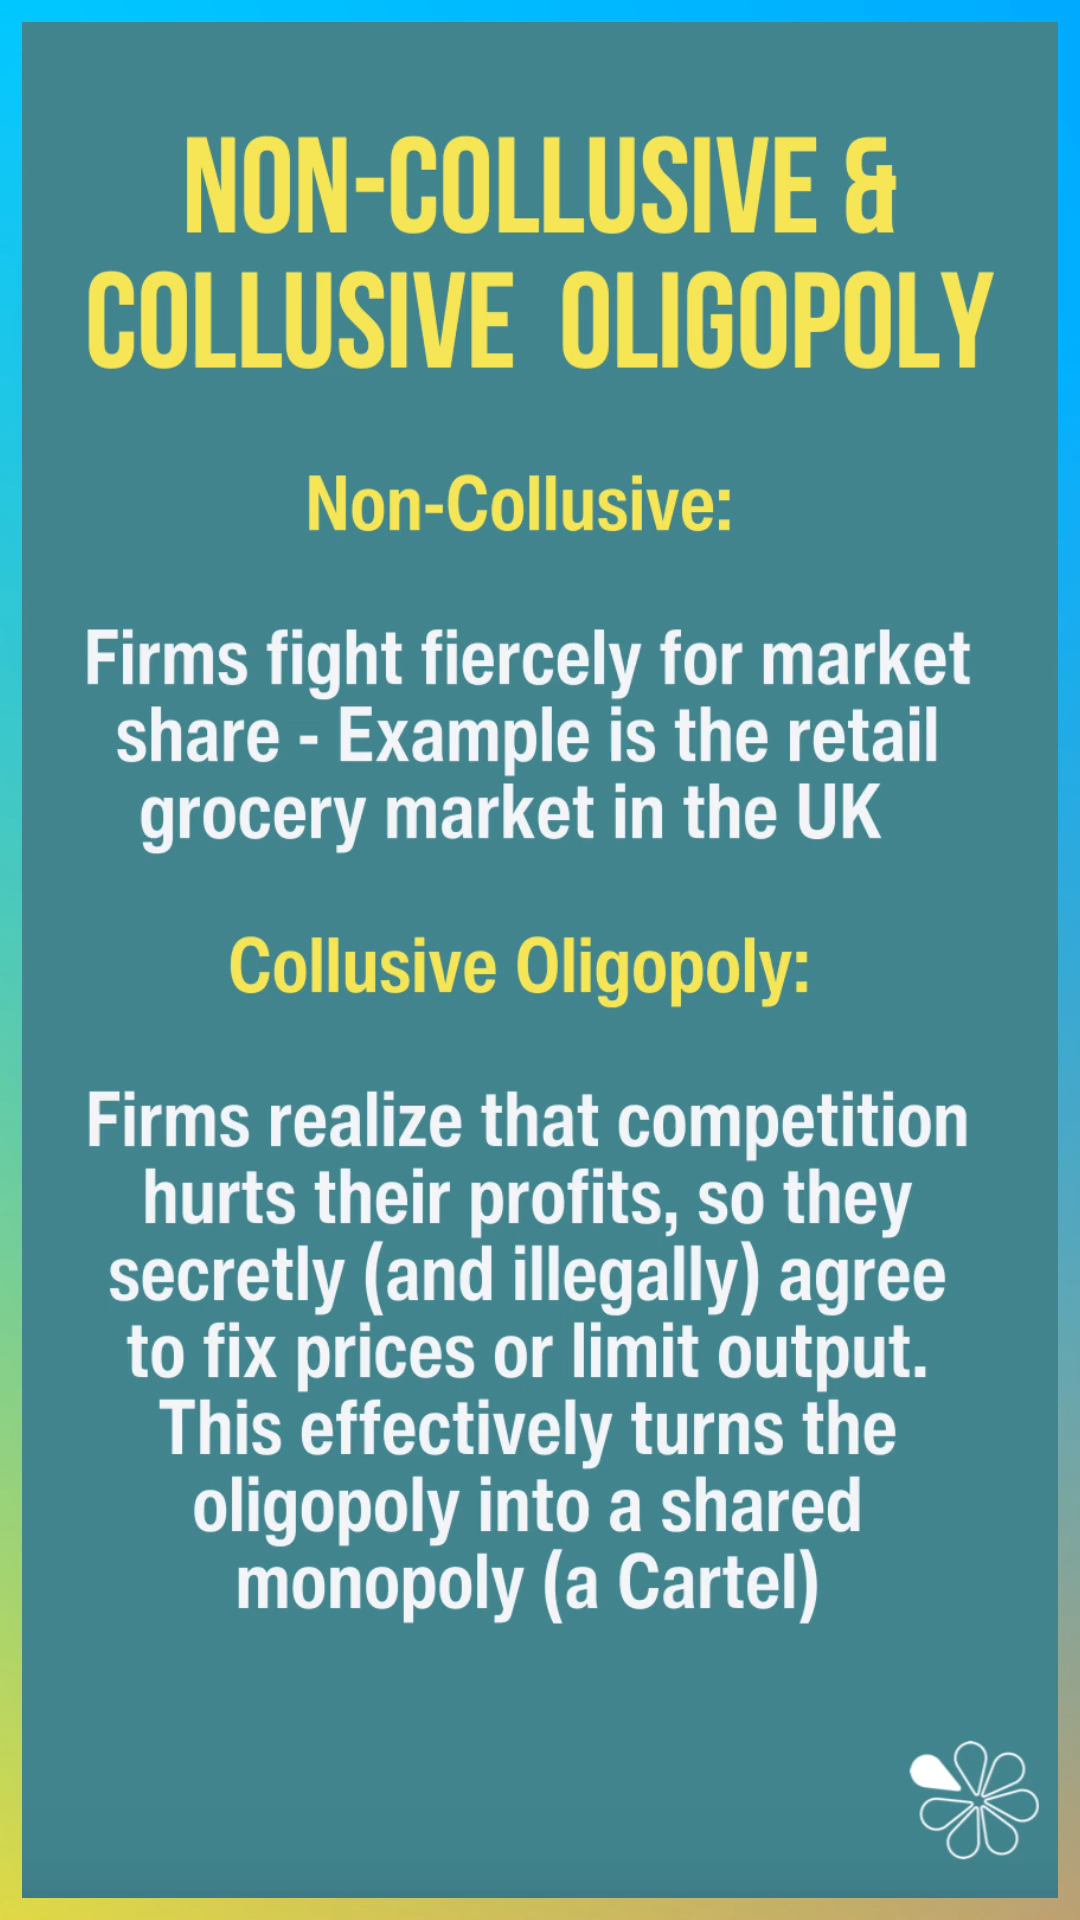 NON-COLLUSIVE &
COLLUSIVE OLIGOPOLY
Non-Collusive:
Firms fight fiercely for market
share - Example is the retail
grocery market in the UK
Collusive Oligopoly:
Firms realize that competition
hurts their profits, so they
secretly (and illegally) agree
to fix prices or limit output.
This effectively turns the
oligopoly into a shared
monopoly (a Cartel)